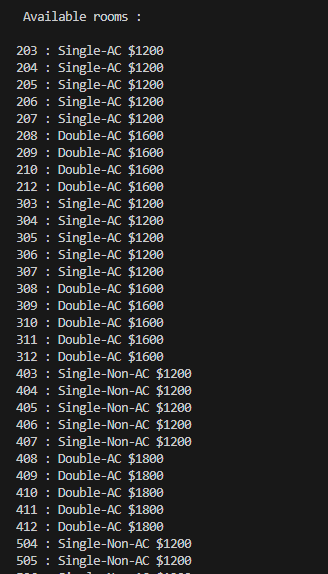 Available rooms :
203 : Single-AC $1200
204 : Single-AC $1200
205 : Single-AC $1200
206 : Single-AC $1200
207 : Single-AC $1200
208 : Double-AC $1600
209 : Double-AC $1600
210 : Double-AC $1600
212 : Double-AC $1600
303 : Single-AC $1200
304 : Single-AC $1200
305 : Single-AC $1200
306 : Single-AC $1200
307 : Single-AC $1200
308 : Double-AC $1600
309 : Double-AC $1600
310 : Double-AC $1600
311 : Double-AC $1600
312 : Double-AC $1600
403 : Single-Non-AC $1200
404 : Single-Non-AC $1200
405 : Single-Non-AC $1200
406 : Single-Non-AC $1200
407 : Single-Non-AC $1200
408 : Double-AC $1800
409 : Double-AC $1800
410 : Double-AC $1800
411 : Double-AC $1800
412 : Double-AC $1800
504 : Single-Non-AC $1200
505 : Single-Non-AC $1200